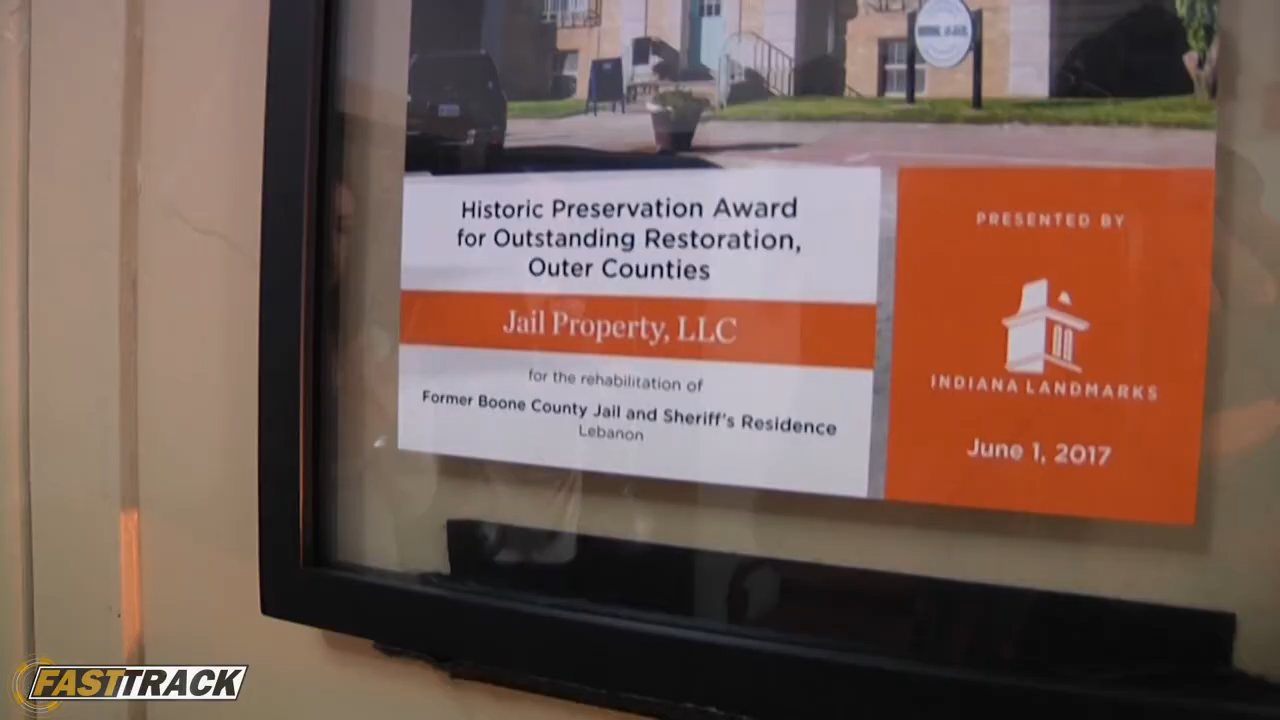 Historic Preservation Award
for Outstanding Restoration,
Outer Counties
Jail Property, LLC
for the rehabilitation of
Former Boone County Jail and Sheriff's Residence
Lebanon
PRESENTED BY
INDIANA LANDMARKS
June 1, 2017
FASTTRACK